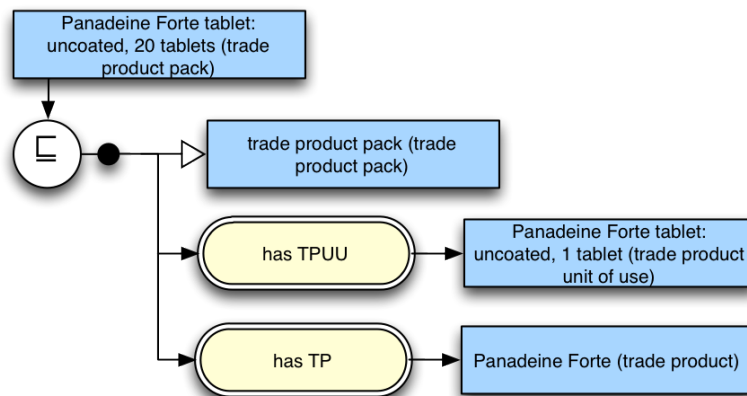 Panadeine Forte tablet:
uncoated, 20 tablets (trade
product pack)
⊑
trade product pack (trade
product pack)
has TPUU
Panadeine Forte tablet:
uncoated, 1 tablet (trade product
unit of use)
has TP
Panadeine Forte (trade product)